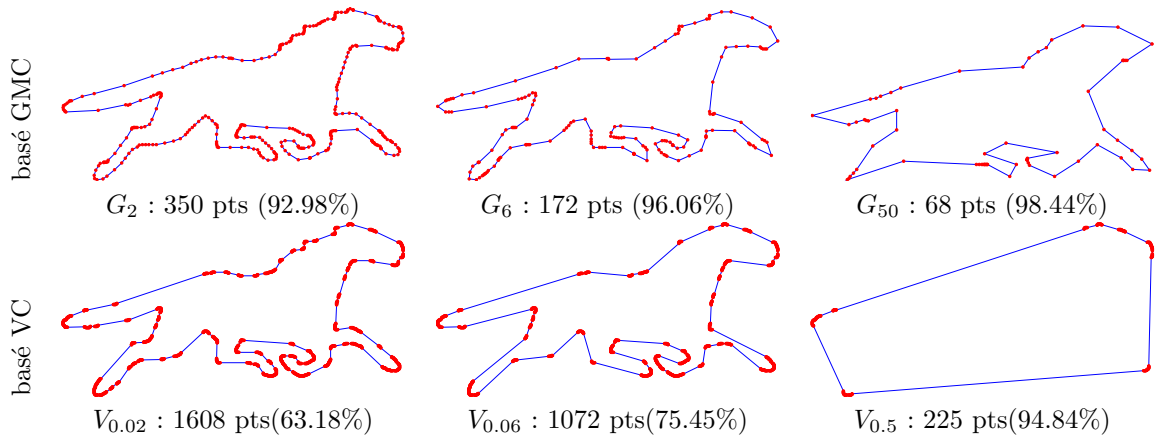 basé GMC
G₂ : 350 pts (92.98%)
G₆ : 172 pts (96.06%)
G₅₀ : 68 pts (98.44%)
basé VC
V₀.₀₂ : 1608 pts(63.18%)
V₀.₀₆ : 1072 pts(75.45%)
V₀.₅ : 225 pts(94.84%)